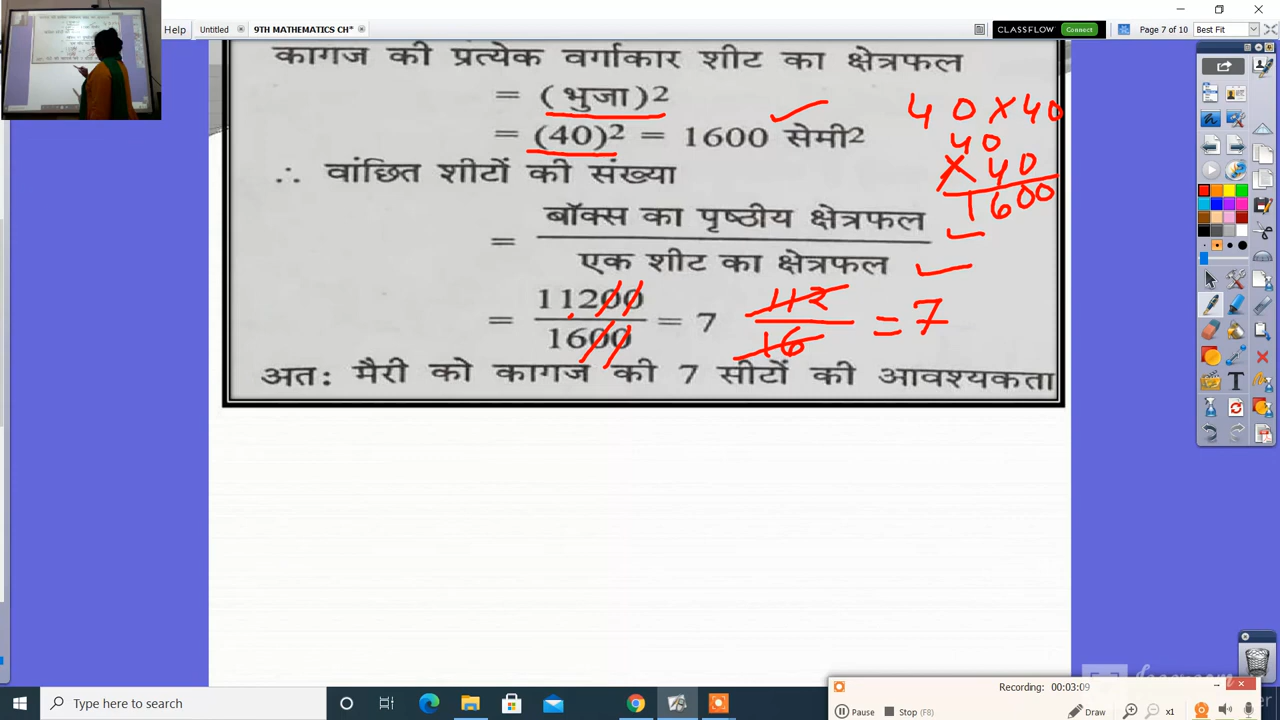 Help
Untitled
9TH MATHEMATICS CH*
CLASSFLOW
Connect
Page 7 of 10
Best Fit
कागज की प्रत्येक वर्गाकार शीट का क्षेत्रफल
= (भुजा)2
= (40)2 = 1600 सेमी2
∴ वांछित शीटों की संख्या
= बॉक्स का पृष्ठीय क्षेत्रफल
एक शीट का क्षेत्रफल
= 11200
1600
= 7
अतः मैरी को कागज की 7 सीटों की आवश्यकता
40×40
40
×40
1600
112
16
=7
Recording: 00:03:09
Pause
Stop (F8)
Draw
x1
Type here to search